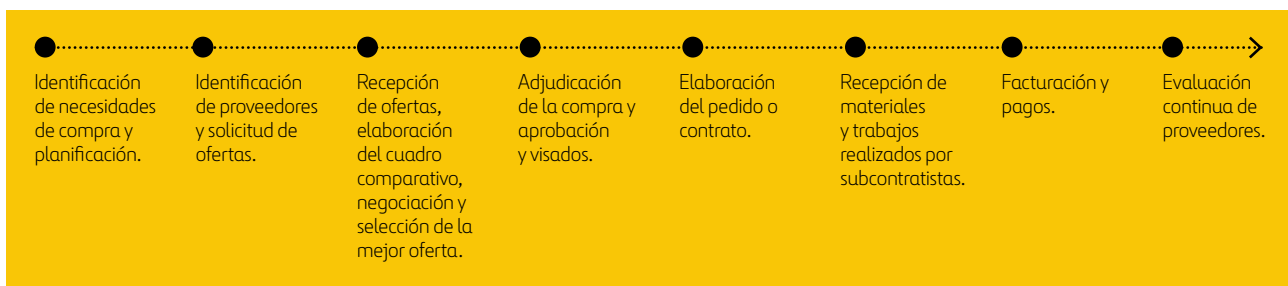 Identificación
de necesidades
de compra y
planificación.
Identificación
de proveedores
y solicitud de
ofertas.
Recepción
de ofertas,
elaboración
del cuadro
comparativo,
negociación y
selección de la
mejor oferta.
Adjudicación
de la compra y
aprobación
y visados.
Elaboración
del pedido o
contrato.
Recepción de
materiales
y trabajos
realizados por
subcontratistas.
Facturación y
pagos.
Evaluación
continua de
proveedores.